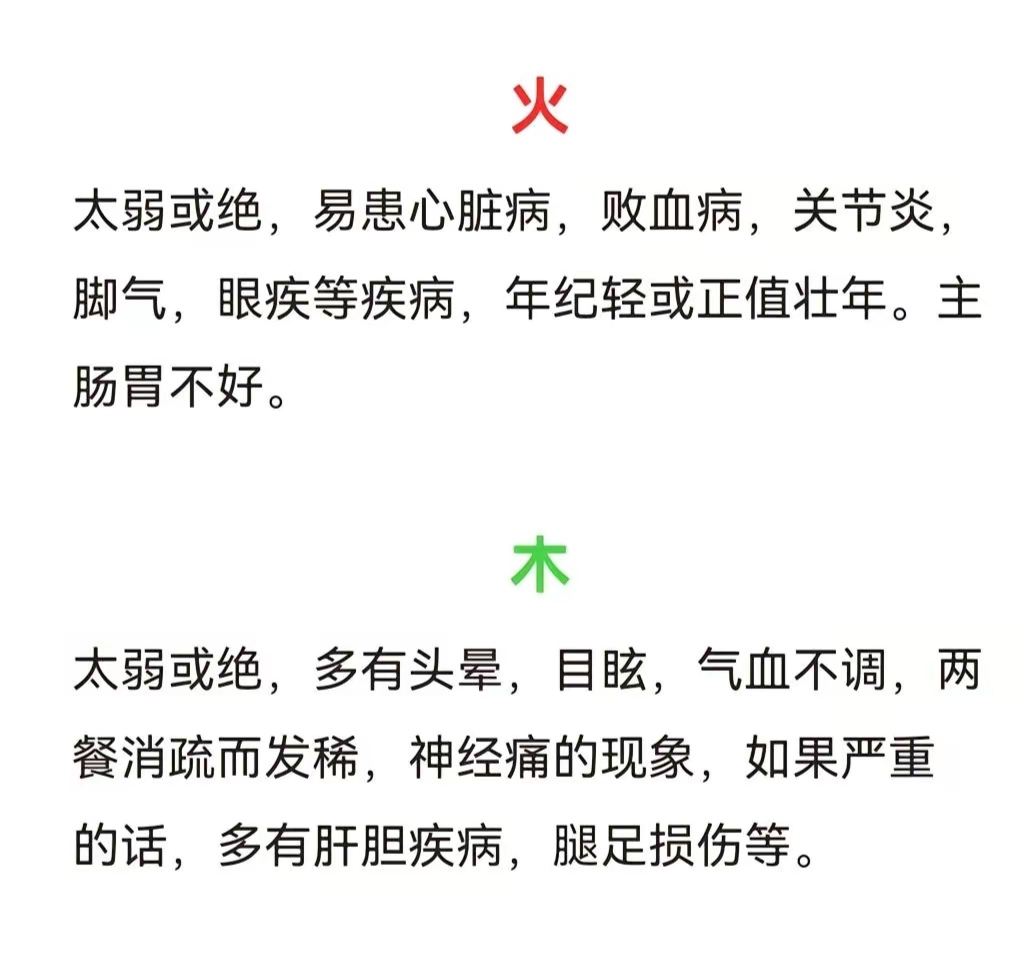 火
太弱或绝，易患心脏病，败血病，关节炎，
脚气，眼疾等疾病，年纪轻或正值壮年。主
肠胃不好。
木
太弱或绝，多有头晕，目眩，气血不调，两
餐消疏而发稀，神经痛的现象，如果严重
的话，多有肝胆疾病，腿足损伤等。